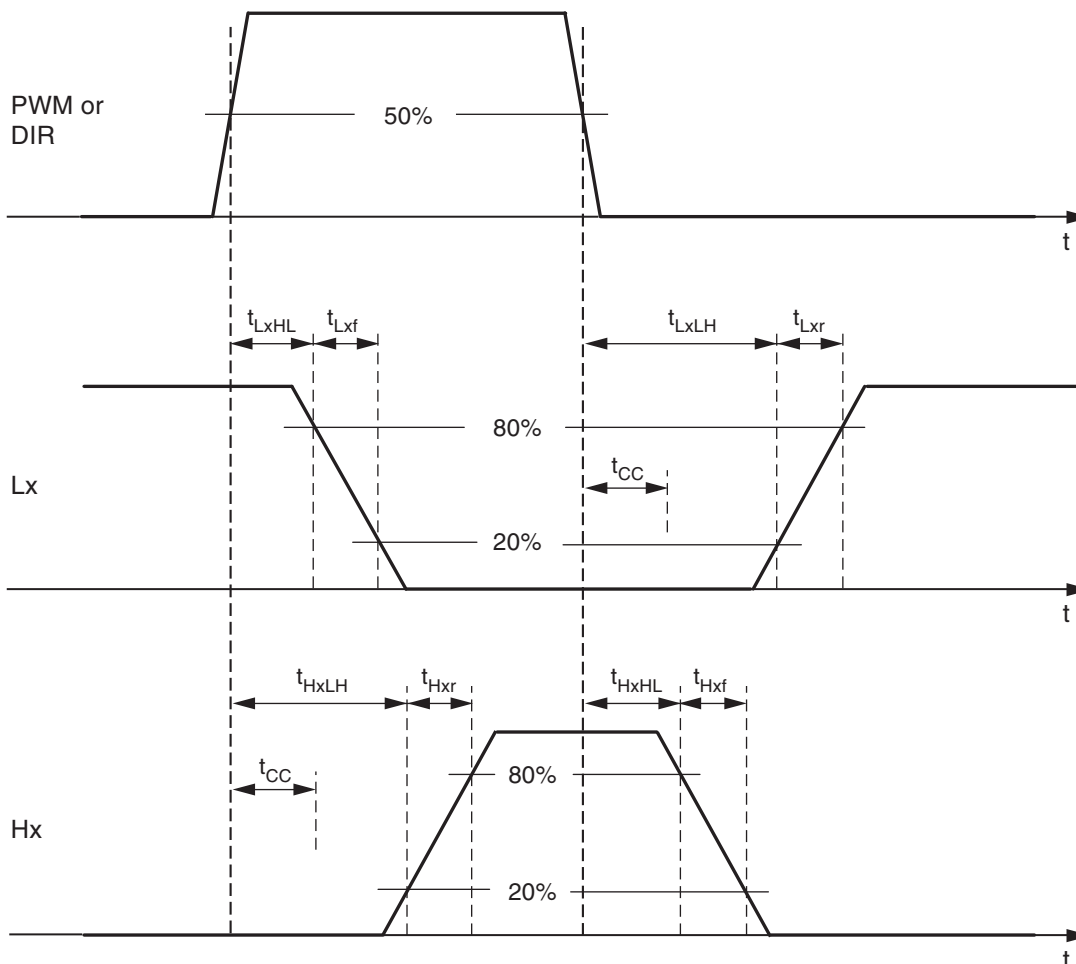 PWM or
DIR
50%
t
tLxHL
tLxf
tLxLH
tLxr
80%
tCC
Lx
20%
t
tHxLH
tHxr
tHxHL
tHxf
tCC
80%
Hx
20%
t